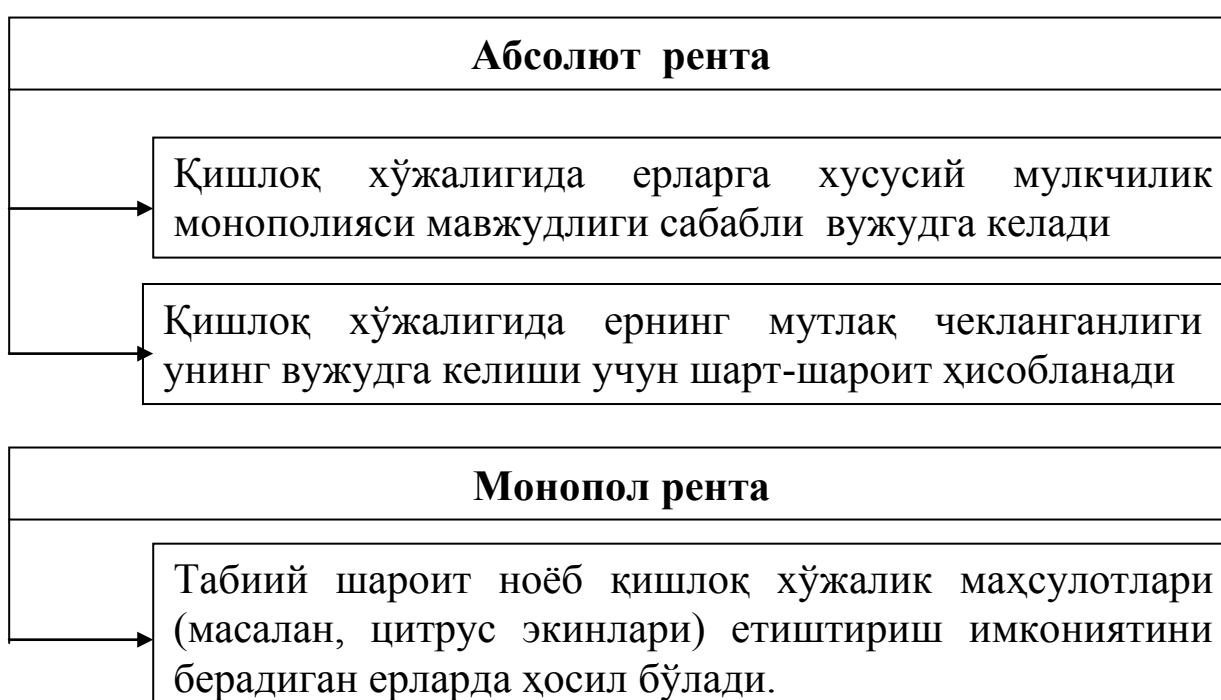 Абсолют рента
Қишлоқ хўжалигида ерларга хусусий мулкчилик
монополияси мавжудлиги сабабли вужудга келади
Қишлоқ хўжалигида ернинг мутлақ чекланганлиги
унинг вужудга келиши учун шарт-шароит ҳисобланади
Монопол рента
Табиий шароит ноёб қишлоқ хўжалик маҳсулотлари
(масалан, цитрус экинлари) етиштириш имкониятини
берадиган ерларда ҳосил бўлади.